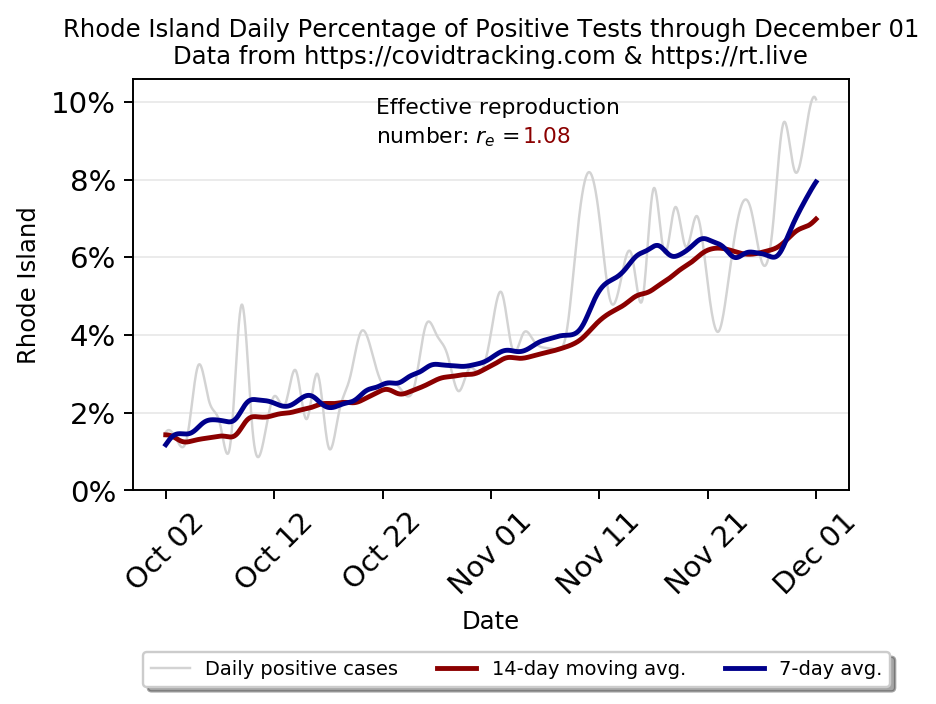 Rhode Island Daily Percentage of Positive Tests through December 01
Data from https://covidtracking.com & https://rt.live
Effective reproduction
number: rₑ =1.08
10%
8%
6%
4%
2%
0%
Rhode Island
Oct 02
Oct 12
Oct 22
Nov 01
Nov 11
Nov 21
Dec 01
Date
Daily positive cases
14-day moving avg.
7-day avg.